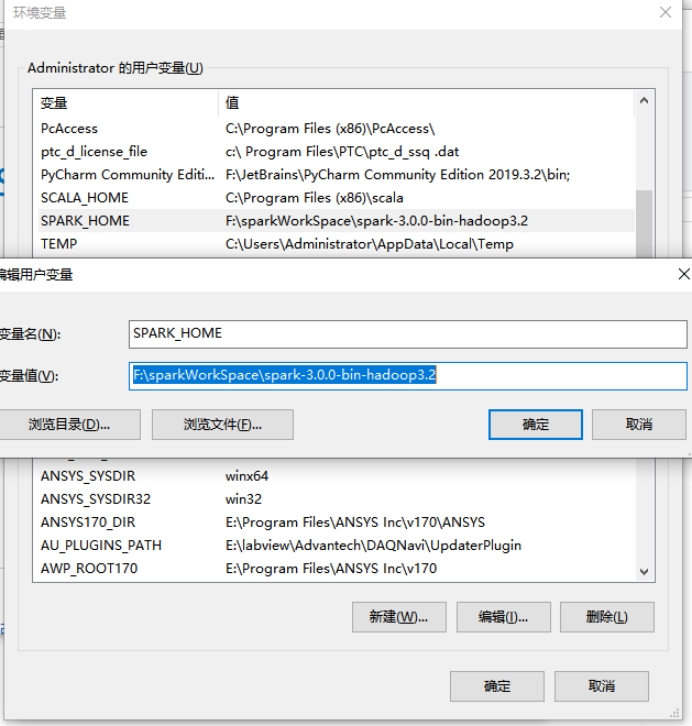 环境变量
Administrator 的用户变量(U)
变量 值
PcAccess C:\Program Files (x86)\PcAccess\
ptc_d_license_file c:\ Program Files\PTC\ptc_d_ssq .dat
PyCharm Community Editi... F:\JetBrains\PyCharm Community Edition 2019.3.2\bin;
SCALA_HOME C:\Program Files (x86)\scala
SPARK_HOME F:\sparkWorkSpace\spark-3.0.0-bin-hadoop3.2
TEMP C:\Users\Administrator\AppData\Local\Temp
编辑用户变量
变量名(N): SPARK_HOME
变量值(V): F:\sparkWorkSpace\spark-3.0.0-bin-hadoop3.2
浏览目录(D)... 浏览文件(F)... 确定 取消
ANSYS_SYSDIR winx64
ANSYS_SYSDIR32 win32
ANSYS170_DIR E:\Program Files\ANSYS Inc\v170\ANSYS
AU_PLUGINS_PATH E:\labview\Advantech\DAQNavi\UpdaterPlugin
AWP_ROOT170 E:\Program Files\ANSYS Inc\v170
新建(W)... 编辑(I)... 删除(L)
确定 取消